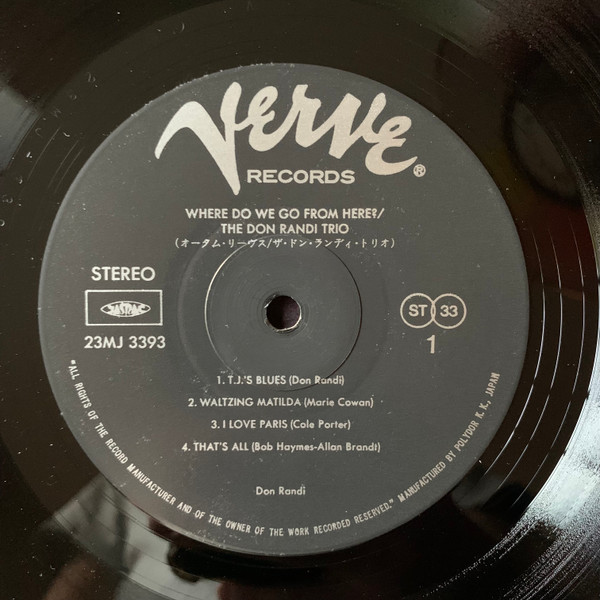 Verve
RECORDS ®
WHERE DO WE GO FROM HERE?/
THE DON RANDI TRIO
(オータム・リーヴス/ザ・ドン・ランディ・トリオ)
STEREO
JASRAC
23MJ 3393
ST 33
1
1. T.J.'S BLUES (Don Randi)
2. WALTZING MATILDA (Marie Cowan)
3. I LOVE PARIS (Cole Porter)
4. THAT'S ALL (Bob Haymes-Allan Brandt)
Don Randi
"ALL RIGHTS OF THE RECORD MANUFACTURER AND OF THE OWNER OF THE WORK RECORDED RESERVED." MANUFACTURED BY POLYDOR K. K., JAPAN